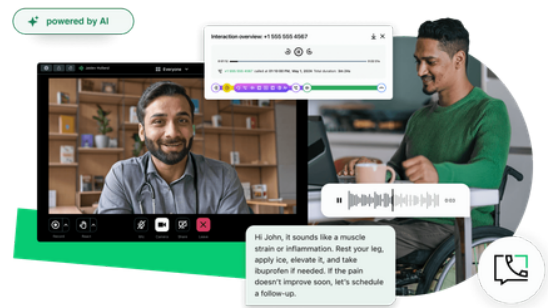 powered by AI
Interaction overview: +1 555 555 4567
Everyone
Hi John, it sounds like a muscle
strain or inflammation. Rest your leg,
apply ice, elevate it, and take
ibuprofen if needed. If the pain
doesn't improve soon, let's schedule
a follow-up.